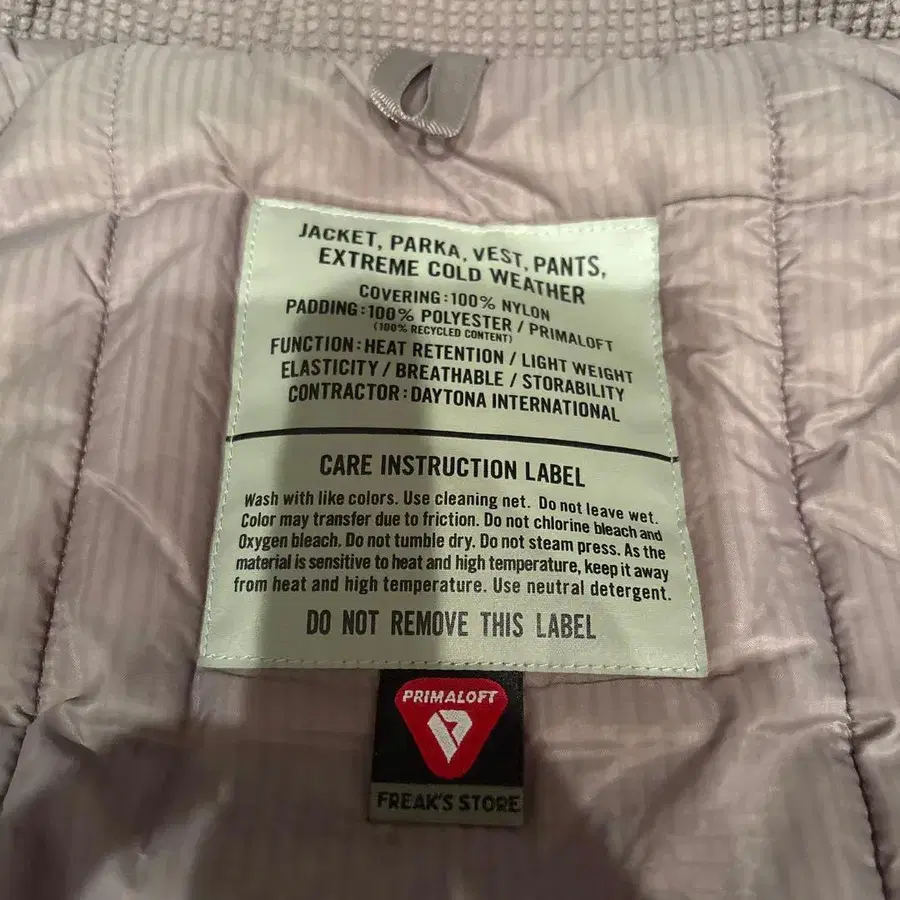 JACKET, PARKA, VEST, PANTS,
EXTREME COLD WEATHER
COVERING:100% NYLON
PADDING:100% POLYESTER / PRIMALOFT
(100% RECYCLED CONTENT)
FUNCTION:HEAT RETENTION / LIGHT WEIGHT
ELASTICITY / BREATHABLE / STORABILITY
CONTRACTOR:DAYTONA INTERNATIONAL
CARE INSTRUCTION LABEL
Wash with like colors. Use cleaning net. Do not leave wet.
Color may transfer due to friction. Do not chlorine bleach and
Oxygen bleach. Do not tumble dry. Do not steam press. As the
material is sensitive to heat and high temperature, keep it away
from heat and high temperature. Use neutral detergent.
DO NOT REMOVE THIS LABEL
PRIMALOFT
FREAK'S STORE